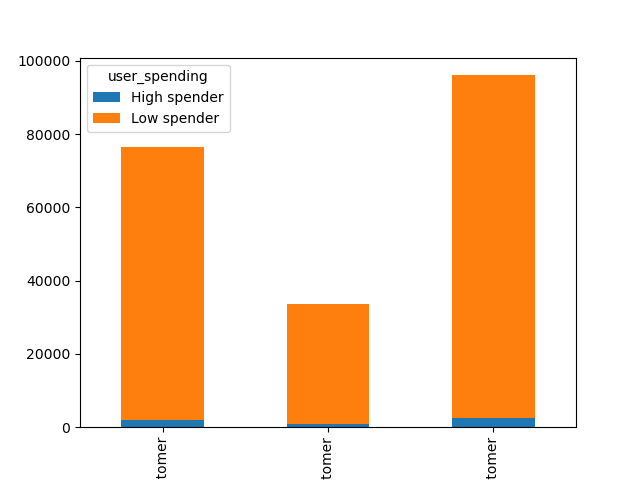 user_spending
High spender
Low spender
100000
80000
60000
40000
20000
0
tomer
tomer
tomer